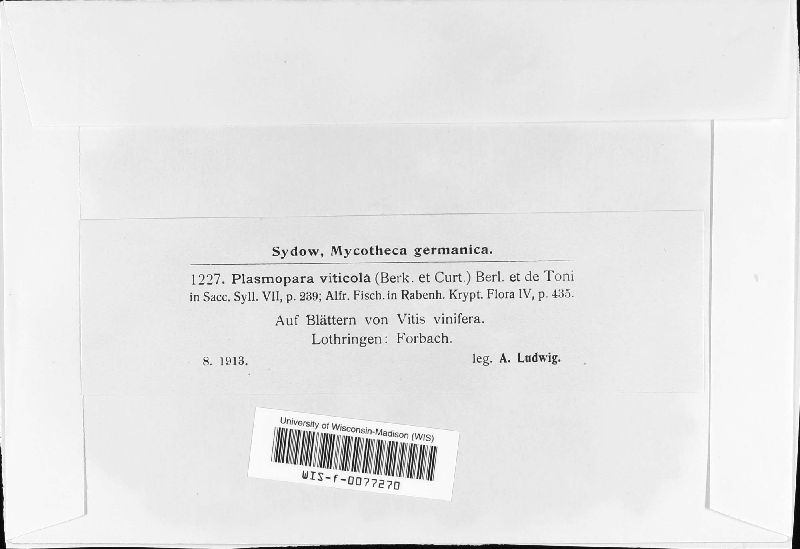 Sydow, Mycotheca germanica.
1227. Plasmopara viticola (Berk. et Curt.) Berl. et de Toni
in Sacc. Syll. VII, p. 239; Alfr. Fisch. in Rabenh. Krypt. Flora IV, p. 435.
Auf Blättern von Vitis vinifera.
Lothringen: Forbach.
8. 1913. leg. A. Ludwig.
University of Wisconsin-Madison (WIS)
WIS-f-0077270